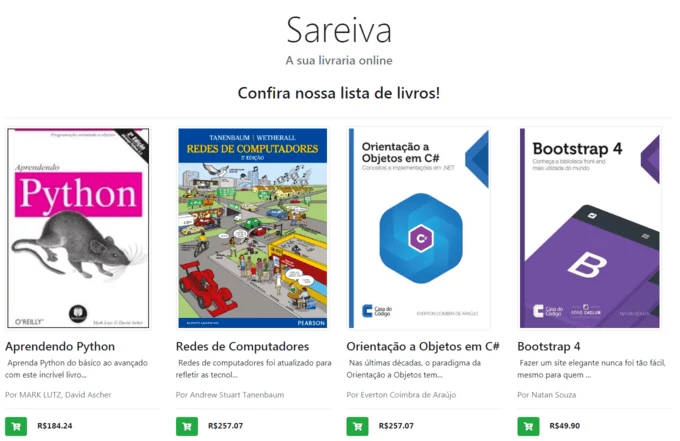 Sareiva
A sua livraria online
Confira nossa lista de livros!
Aprendendo
Python
O'REILLY
Mark Lutz & David Ascher
TANENBAUM | WETHERALL
REDES DE COMPUTADORES
5ª EDIÇÃO
PEARSON
Orientação a
Objetos em C#
Conceitos e implementações em .NET
C#
Casa do
Código
EVERTON COIMBRA DE ARAÚJO
Bootstrap 4
Conheça a biblioteca front-end
mais utilizada do mundo
B
Casa do
Código
SÉRIE CAELUM
NATAN SOUZA
Aprendendo Python
Aprenda Python do básico ao avançado
com este incrível livro...
Por MARK LUTZ, David Ascher
R$184.24
Redes de Computadores
Redes de computadores foi atualizado para
refletir as tecnol...
Por Andrew Stuart Tanenbaum
R$257.07
Orientação a Objetos em C#
Nas últimas décadas, o paradigma da
Orientação a Objetos tem...
Por Everton Coimbra de Araújo
R$257.07
Bootstrap 4
Fazer um site elegante nunca foi tão fácil,
mesmo para quem ...
Por Natan Souza
R$49.90